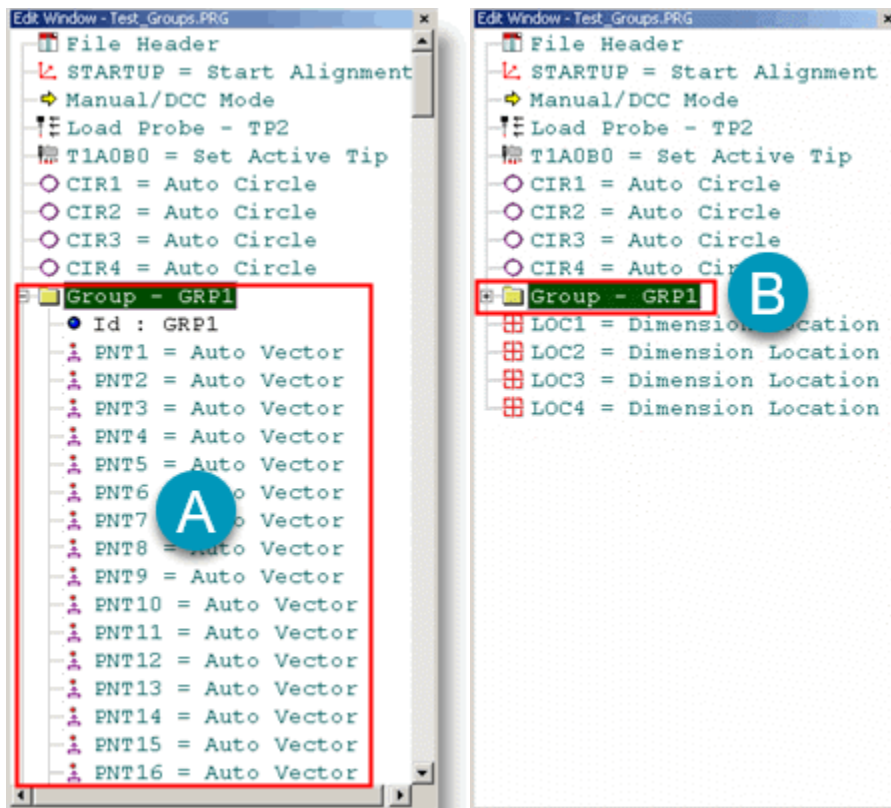 Edit Window - Test_Groups.PRG
File Header
STARTUP = Start Alignment
Manual/DCC Mode
Load Probe - TP2
T1A0B0 = Set Active Tip
CIR1 = Auto Circle
CIR2 = Auto Circle
CIR3 = Auto Circle
CIR4 = Auto Circle
Group - GRP1
Id : GRP1
PNT1 = Auto Vector
PNT2 = Auto Vector
PNT3 = Auto Vector
PNT4 = Auto Vector
PNT5 = Auto Vector
PNT6 Vector
PNT7 Vector
A
PNT8 = Auto Vector
PNT9 = Auto Vector
PNT10 = Auto Vector
PNT11 = Auto Vector
PNT12 = Auto Vector
PNT13 = Auto Vector
PNT14 = Auto Vector
PNT15 = Auto Vector
PNT16 = Auto Vector
Edit Window - Test_Groups.PRG
File Header
STARTUP = Start Alignment
Manual/DCC Mode
Load Probe - TP2
T1A0B0 = Set Active Tip
CIR1 = Auto Circle
CIR2 = Auto Circle
CIR3 = Auto Circle
CIR4 = Auto
Group - GRP1
B
LOC1 = Dimension Location
LOC2 = Dimension Location
LOC3 = Dimension Location
LOC4 = Dimension Location